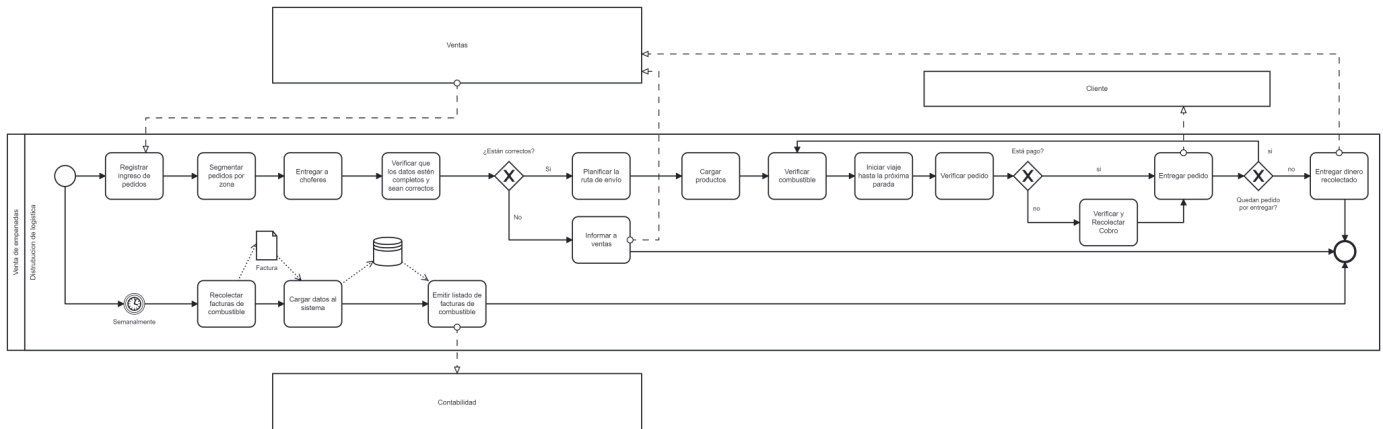 Ventas
Cliente
Venta de empanadas
Distrubucion de logistica
Registrar
ingreso de
pedidos
Segmentar
pedidos por
zona
Entregar a
choferes
Verificar que
los datos estén
completos y
sean correctos
¿Están correctos?
Si
No
Planificar la
ruta de envío
Informar a
ventas
Cargar
productos
Verificar
combustible
Iniciar viaje
hasta la próxima
parada
Verificar pedido
Está pago?
si
no
Verificar y
Recolectar
Cobro
Entregar pedido
si
no
Quedan pedido
por entregar?
Entregar dinero
recolectado
Semanalmente
Recolectar
facturas de
combustible
Factura
Cargar datos al
sistema
Emitir listado de
facturas de
combustible
Contabilidad